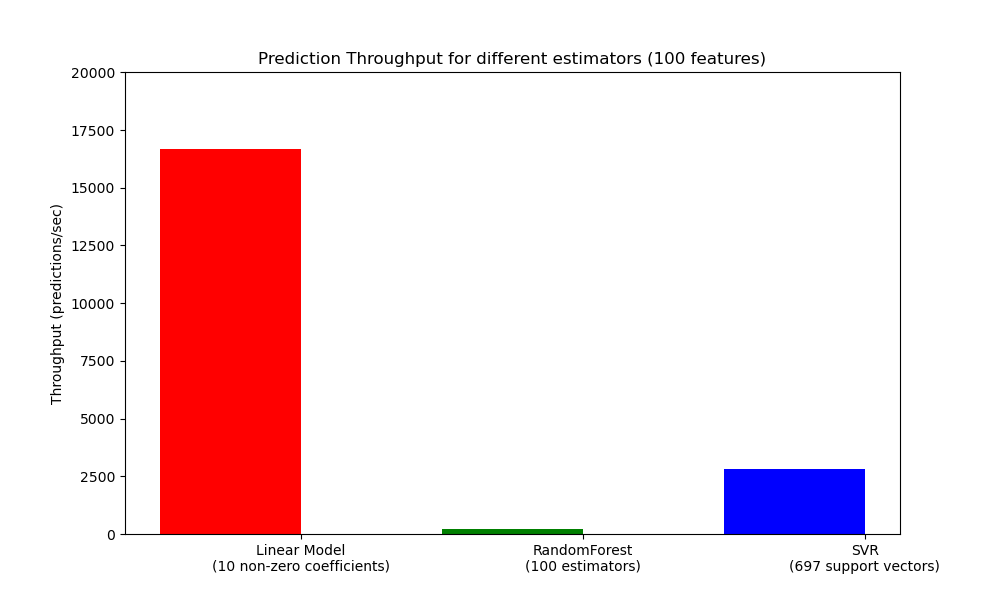 Prediction Throughput for different estimators (100 features)
Throughput (predictions/sec)
20000
17500
15000
12500
10000
7500
5000
2500
0
Linear Model
(10 non-zero coefficients)
RandomForest
(100 estimators)
SVR
(697 support vectors)